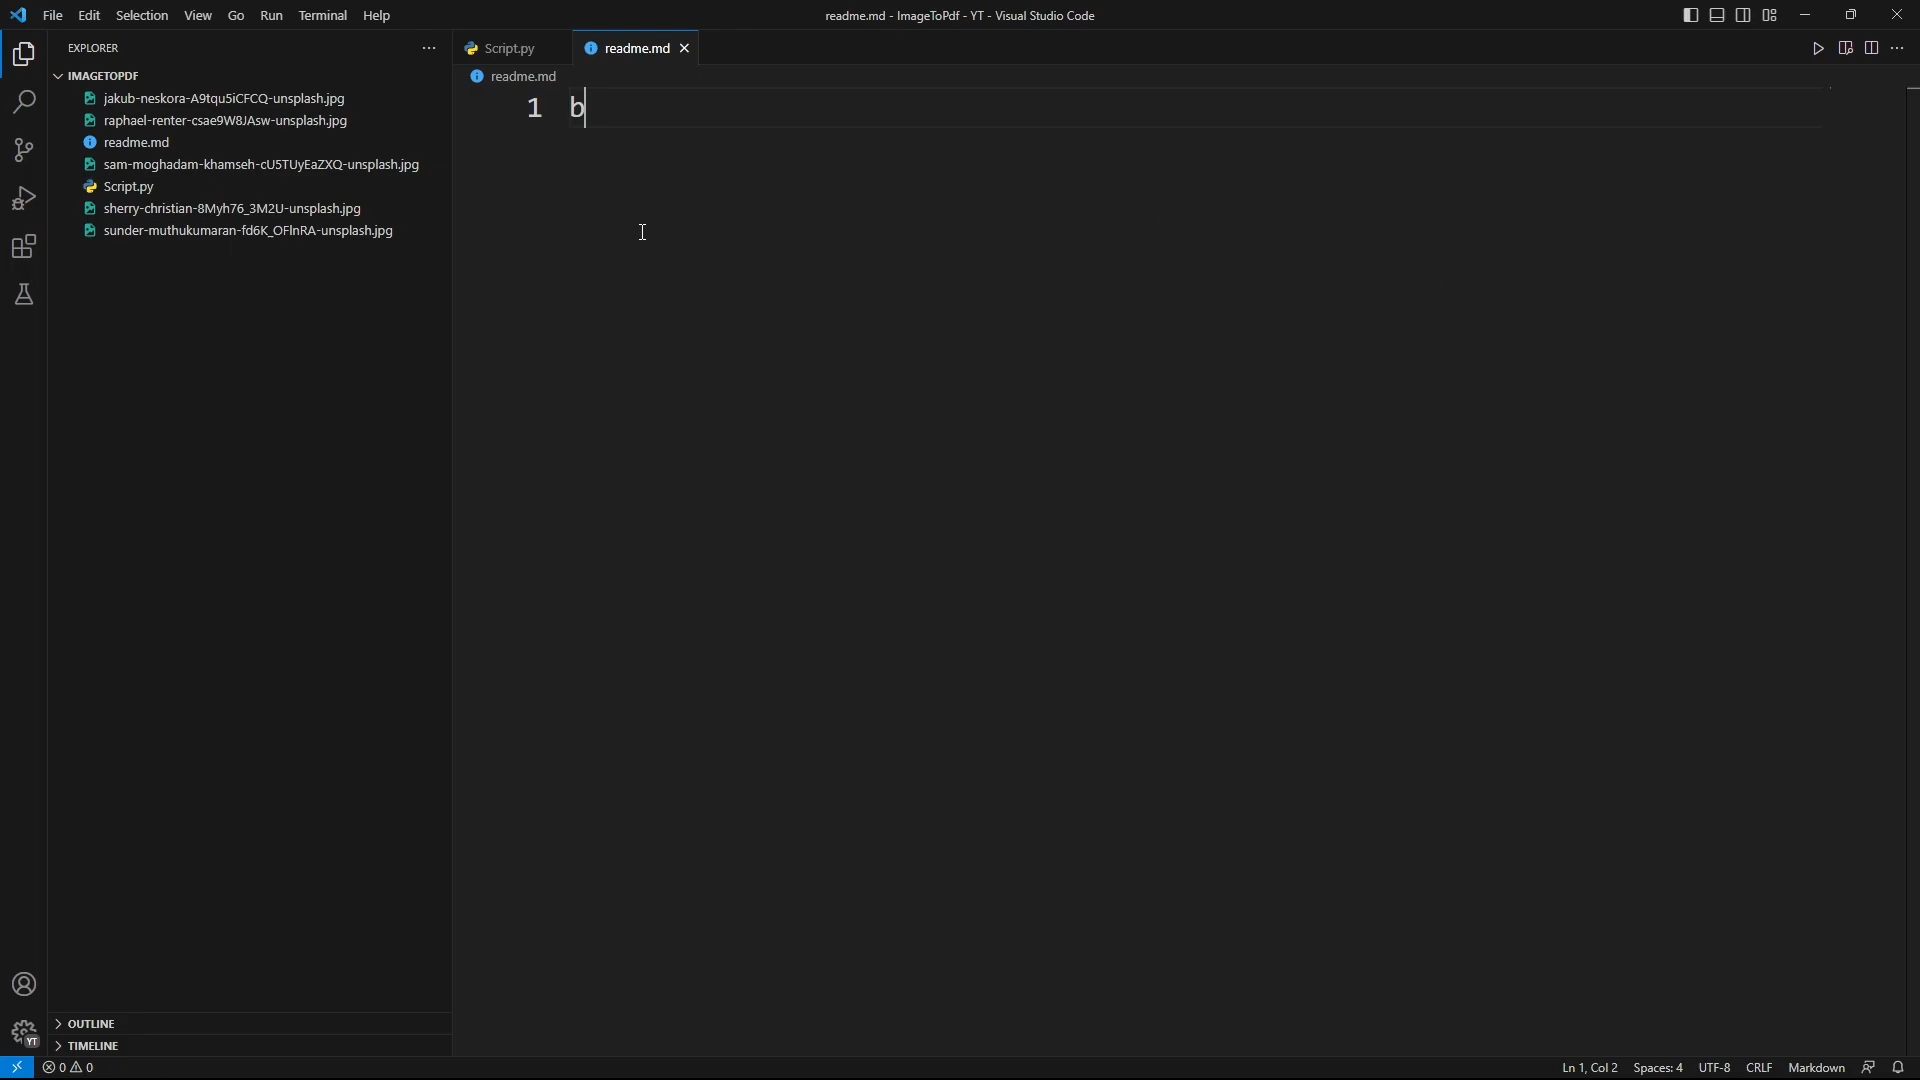 File Edit Selection View Go Run Terminal Help
readme.md - ImageToPdf - YT - Visual Studio Code
EXPLORER
IMAGETOPDF
jakub-neskora-A9tqu5iCFCQ-unsplash.jpg
raphael-renter-csae9W8JAsw-unsplash.jpg
readme.md
sam-moghadam-khamseh-cU5TUyEaZXQ-unsplash.jpg
Script.py
sherry-christian-8Myh76_3M2U-unsplash.jpg
sunder-muthukumaran-fd6K_OFlnRA-unsplash.jpg
Script.py
readme.md
readme.md
1 b
YT
OUTLINE
TIMELINE
0 0
Ln 1, Col 2 Spaces: 4 UTF-8 CRLF Markdown